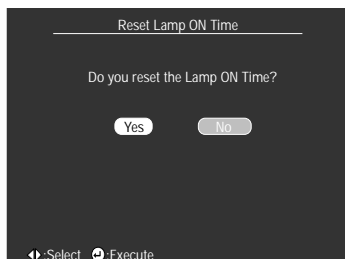 Reset Lamp ON Time
Do you reset the Lamp ON Time?
Yes No
:Select :Execute